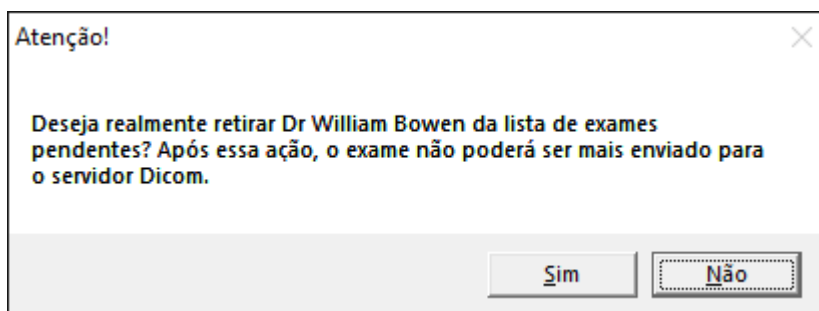 Atenção!
Deseja realmente retirar Dr William Bowen da lista de exames
pendentes? Após essa ação, o exame não poderá ser mais enviado para
o servidor Dicom.
Sim
Não